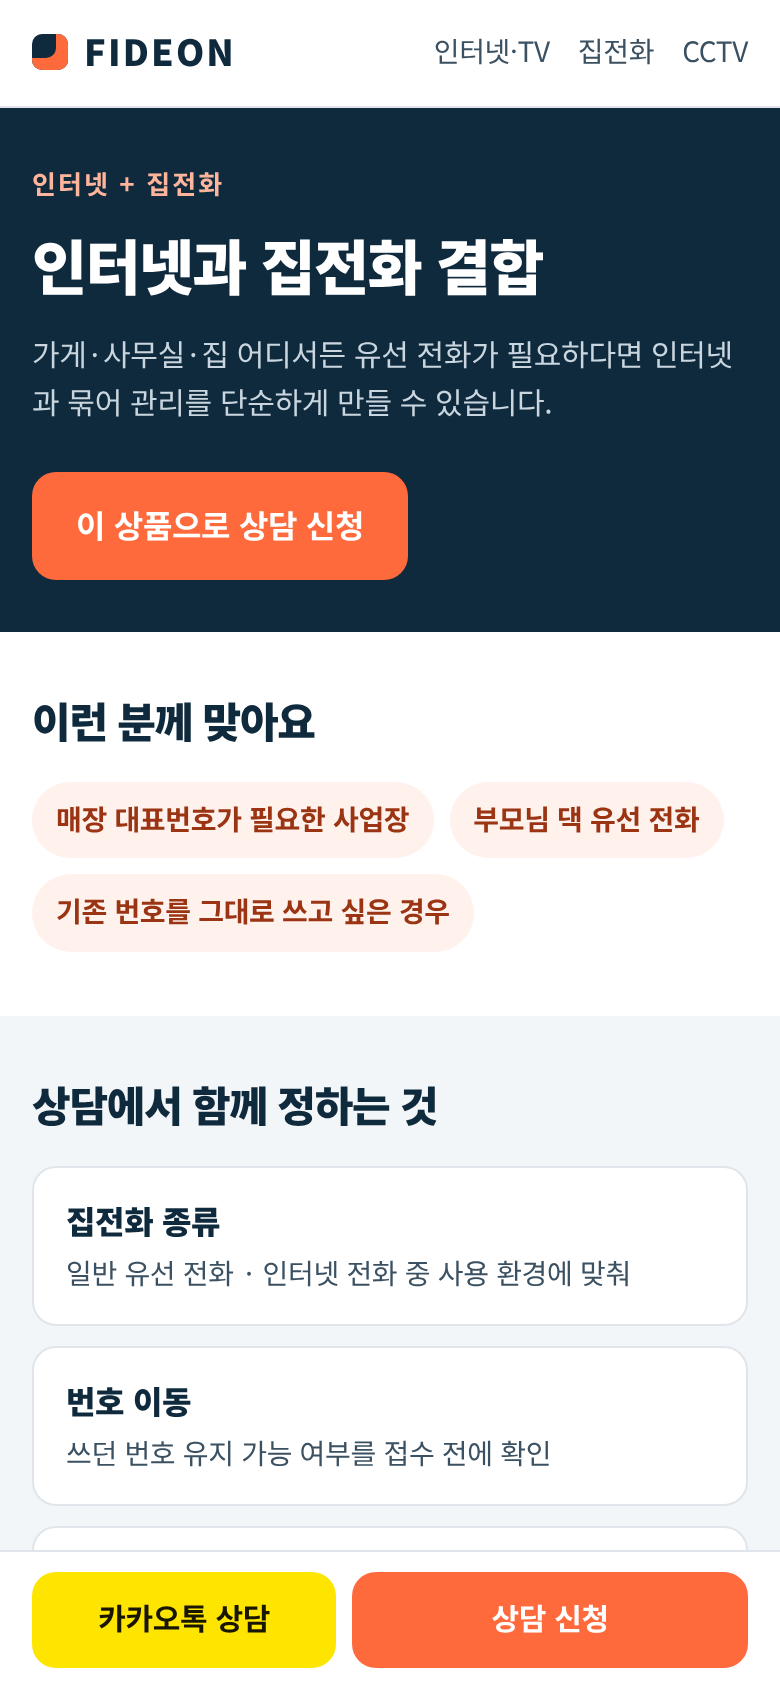 FIDEON
인터넷·TV 집전화 CCTV
인터넷 + 집전화
인터넷과 집전화 결합
가게·사무실·집 어디서든 유선 전화가 필요하다면 인터넷
과 묶어 관리를 단순하게 만들 수 있습니다.
이 상품으로 상담 신청
이런 분께 맞아요
매장 대표번호가 필요한 사업장
부모님 댁 유선 전화
기존 번호를 그대로 쓰고 싶은 경우
상담에서 함께 정하는 것
집전화 종류
일반 유선 전화 · 인터넷 전화 중 사용 환경에 맞춰
번호 이동
쓰던 번호 유지 가능 여부를 접수 전에 확인
카카오톡 상담
상담 신청